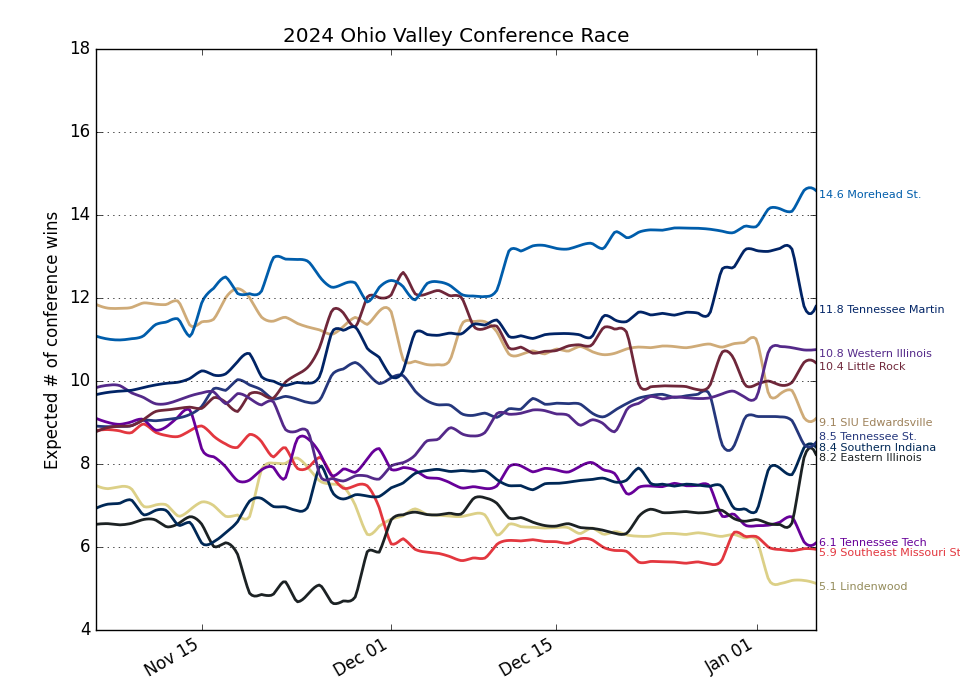 2024 Ohio Valley Conference Race
Expected # of conference wins
18
16
14
12
10
8
6
4
Nov 15
Dec 01
Dec 15
Jan 01
14.6 Morehead St.
11.8 Tennessee Martin
10.8 Western Illinois
10.4 Little Rock
9.1 SIU Edwardsville
8.5 Tennessee St.
8.4 Southern Indiana
8.2 Eastern Illinois
6.1 Tennessee Tech
5.9 Southeast Missouri St
5.1 Lindenwood